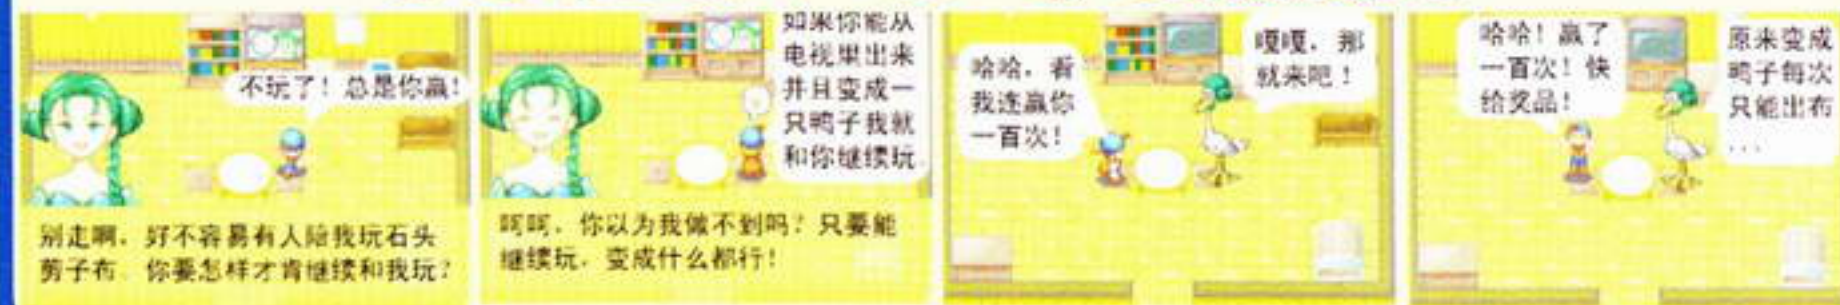 不玩了！总是你赢！
别走啊，好不容易有人陪我玩石头
剪子布 你要怎样才肯继续和我玩？
如果你能从
电视里出来
并且变成一
只鸭子我就
和你继续玩
呵呵，你以为我做不到吗？只要能
继续玩，变成什么都行！
哈哈，看
我连赢你
一百次！
嘎嘎，那
就来吧！
哈哈！赢了
一百次！快
给奖品！
原来变成
鸭子每次
只能出布
...